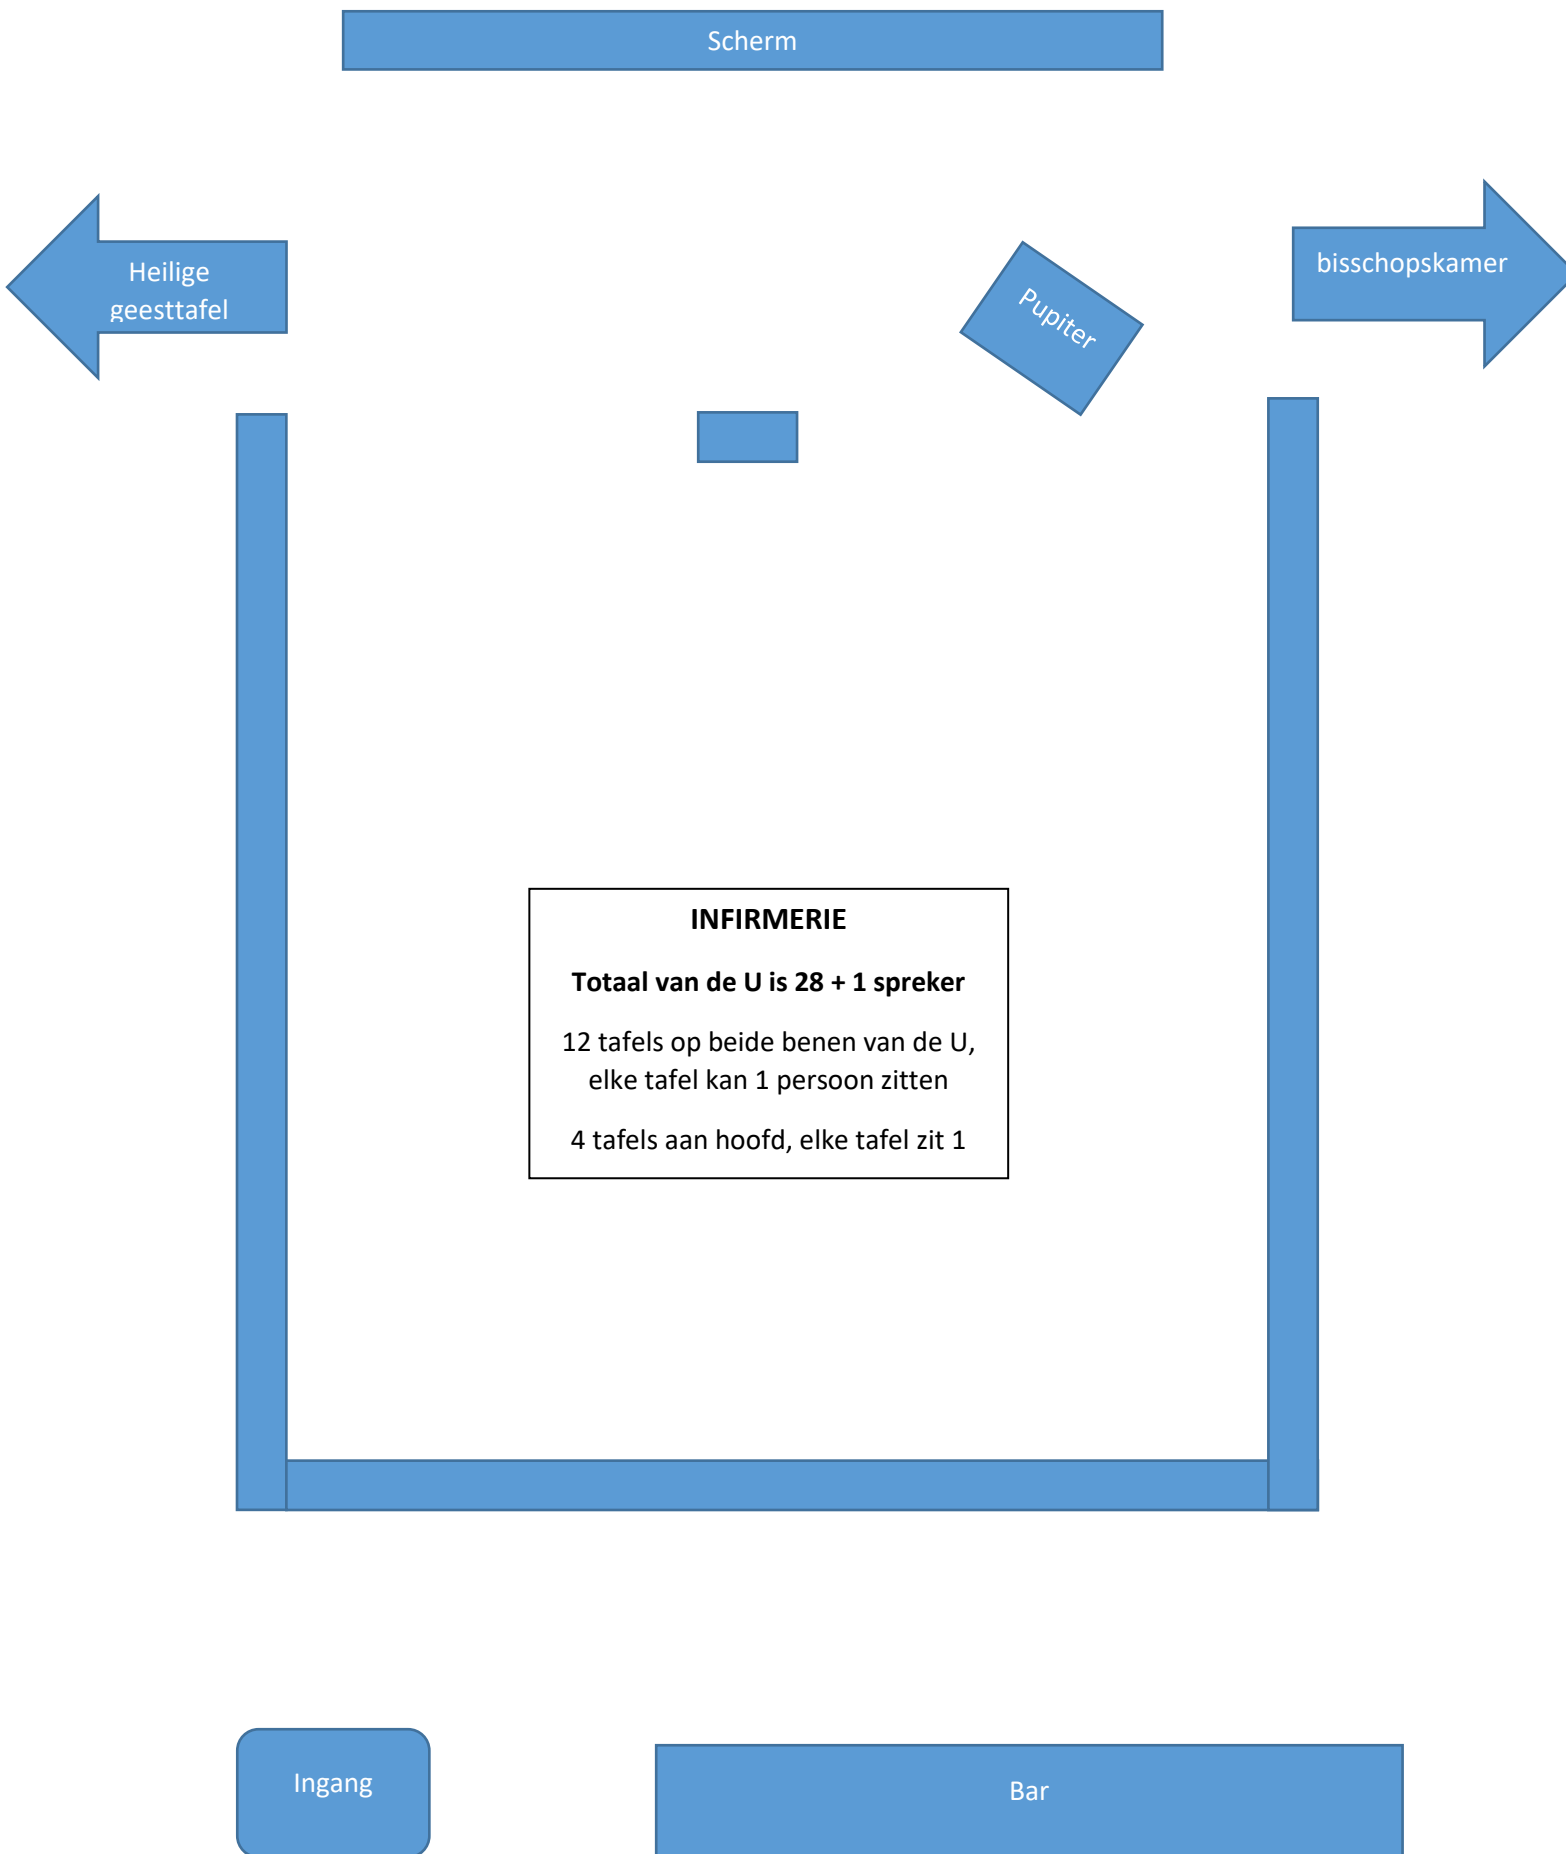 Scherm
Heilige
geesttafel
Pupiter
bisschopskamer
INFIRMERIE
Totaal van de U is 28 + 1 spreker
12 tafels op beide benen van de U,
elke tafel kan 1 persoon zitten
4 tafels aan hoofd, elke tafel zit 1
Ingang
Bar